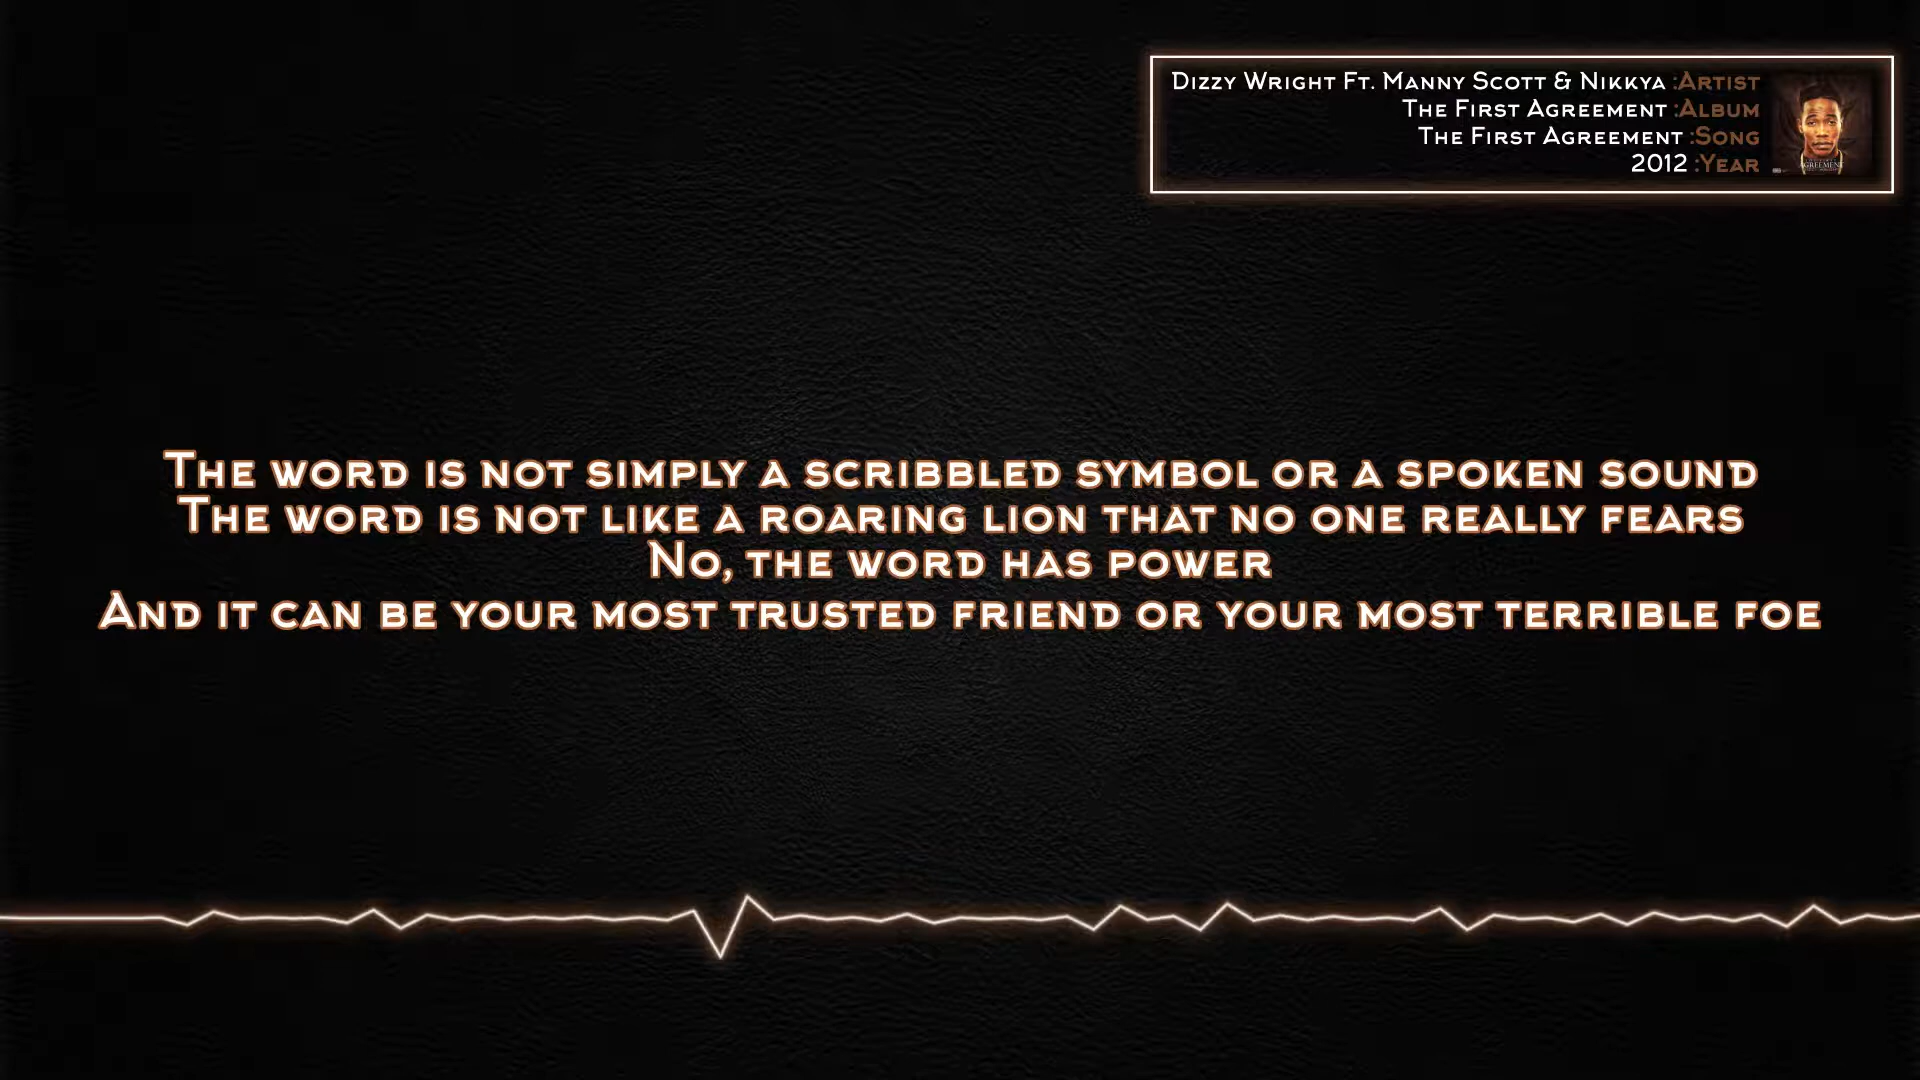 Dizzy Wright Ft. Manny Scott & Nikkya :Artist
The First Agreement :Album
The First Agreement :Song
2012 :Year
AGREEMENT
The word is not simply a scribbled symbol or a spoken sound
The word is not like a roaring lion that no one really fears
No, the word has power
And it can be your most trusted friend or your most terrible foe